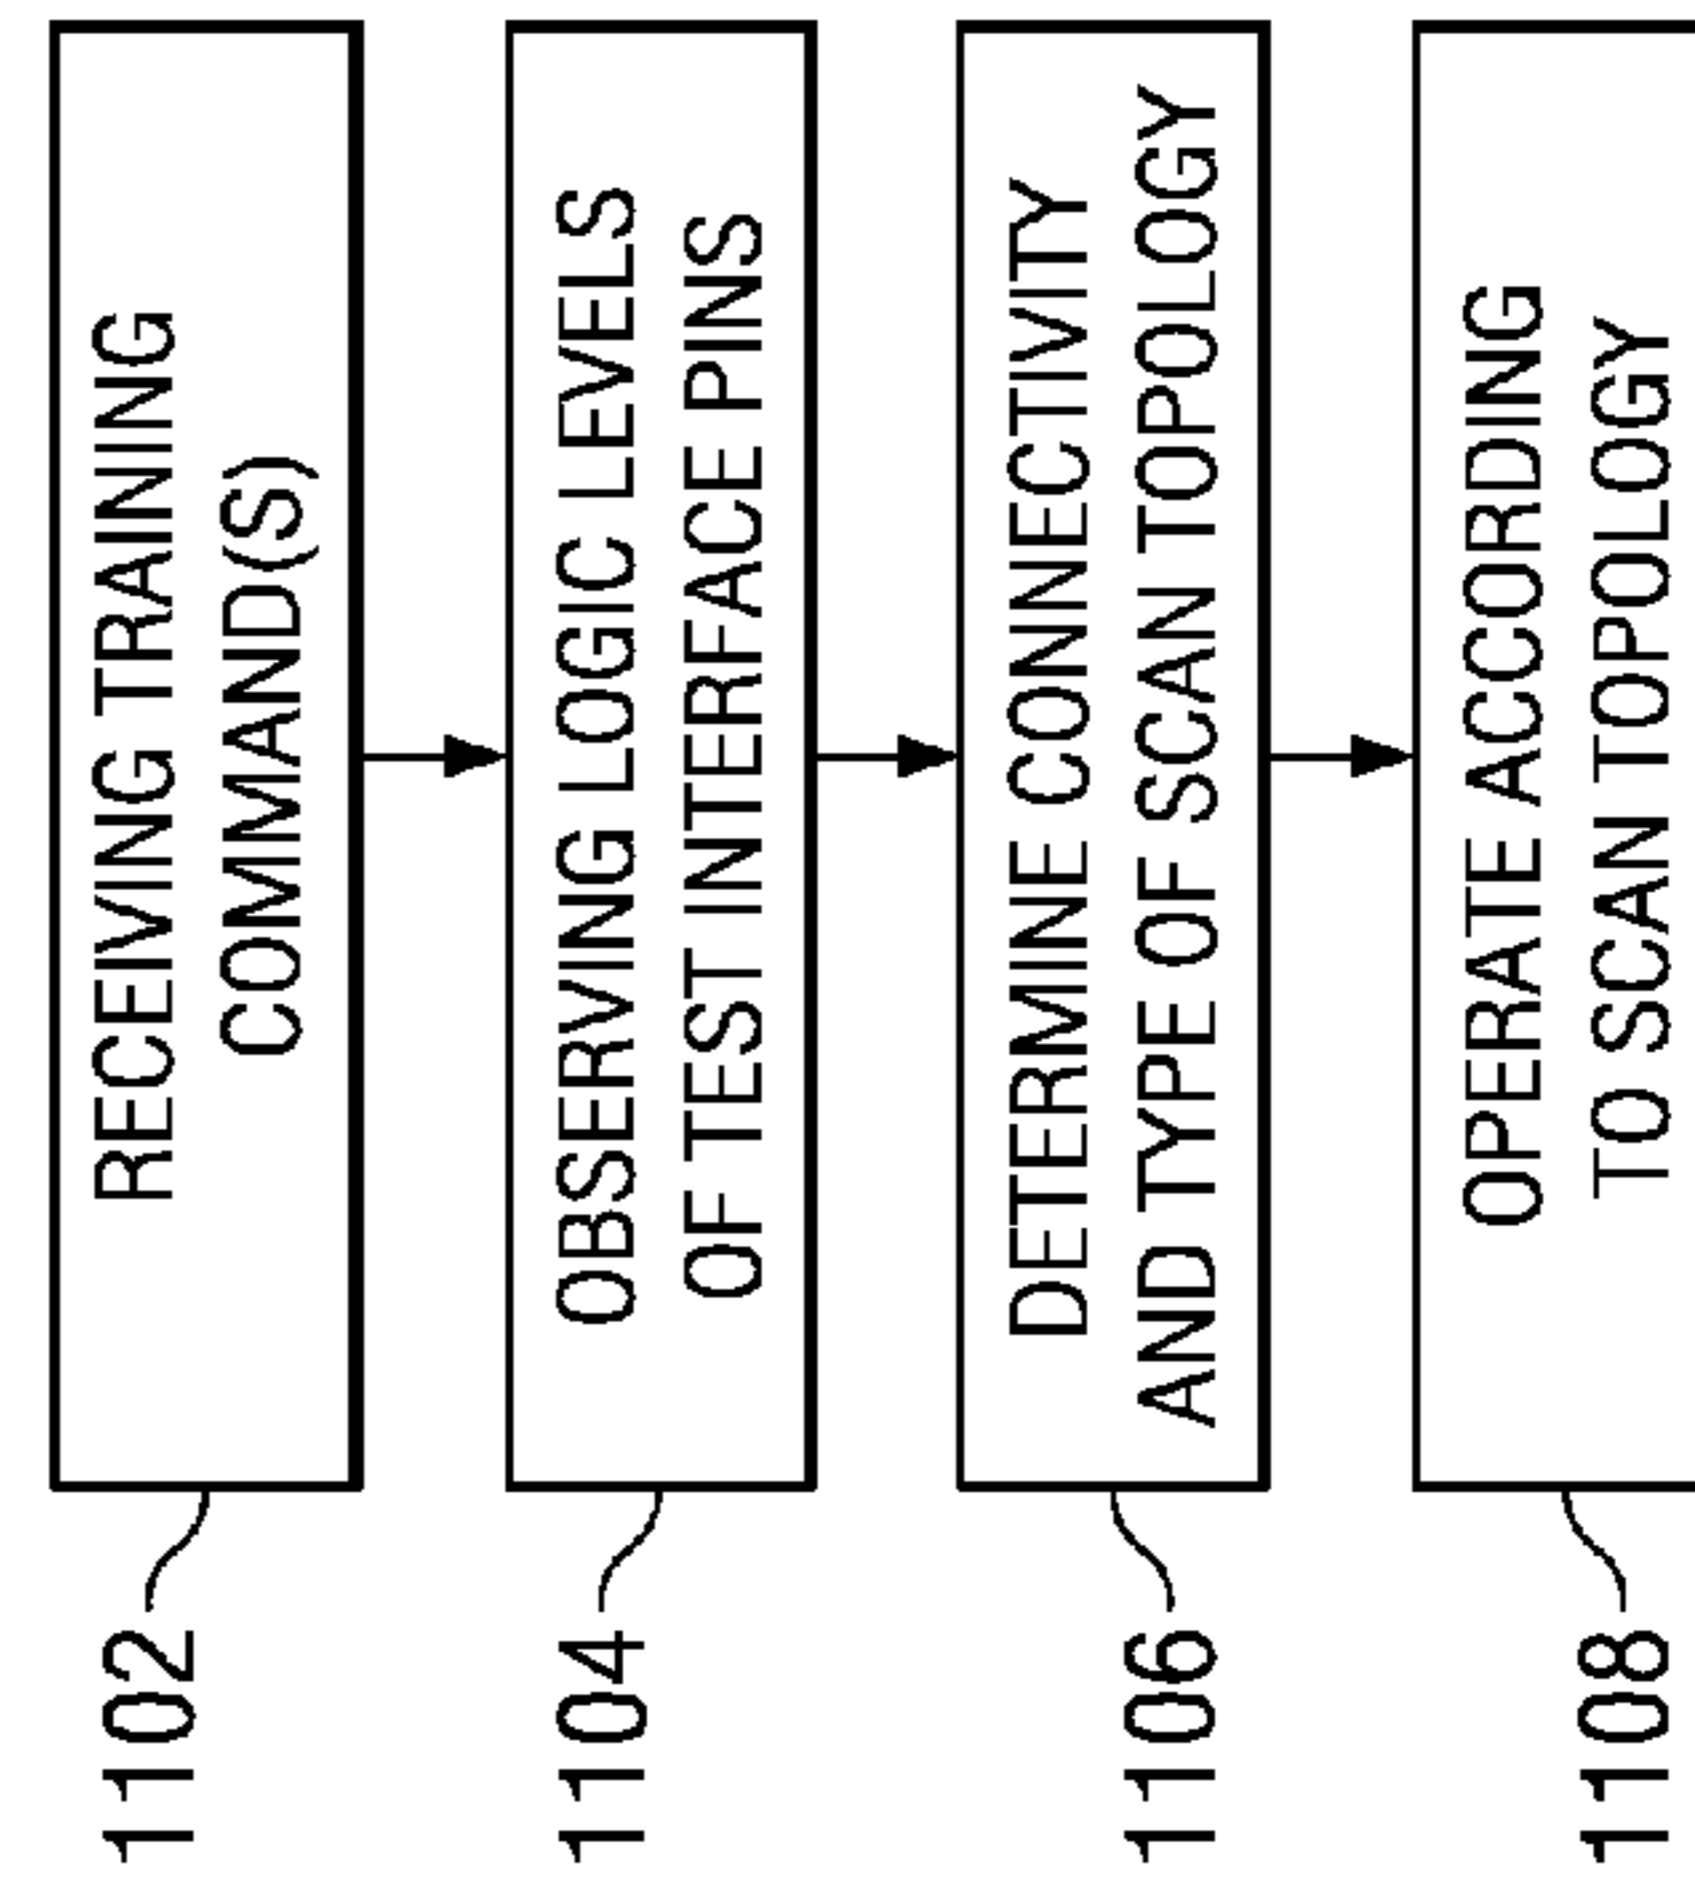 1102
RECEIVING TRAINING
COMMAND(S)
1104
OBSERVING LOGIC LEVELS
OF TEST INTERFACE PINS
1106
DETERMINE CONNECTIVITY
AND TYPE OF SCAN TOPOLOGY
1108
OPERATE ACCORDING
TO SCAN TOPOLOGY